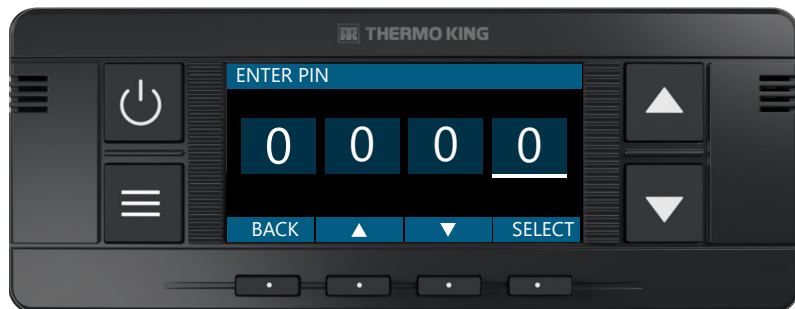 THERMO KING
ENTER PIN
0 0 0 0
BACK ▲ ▼ SELECT